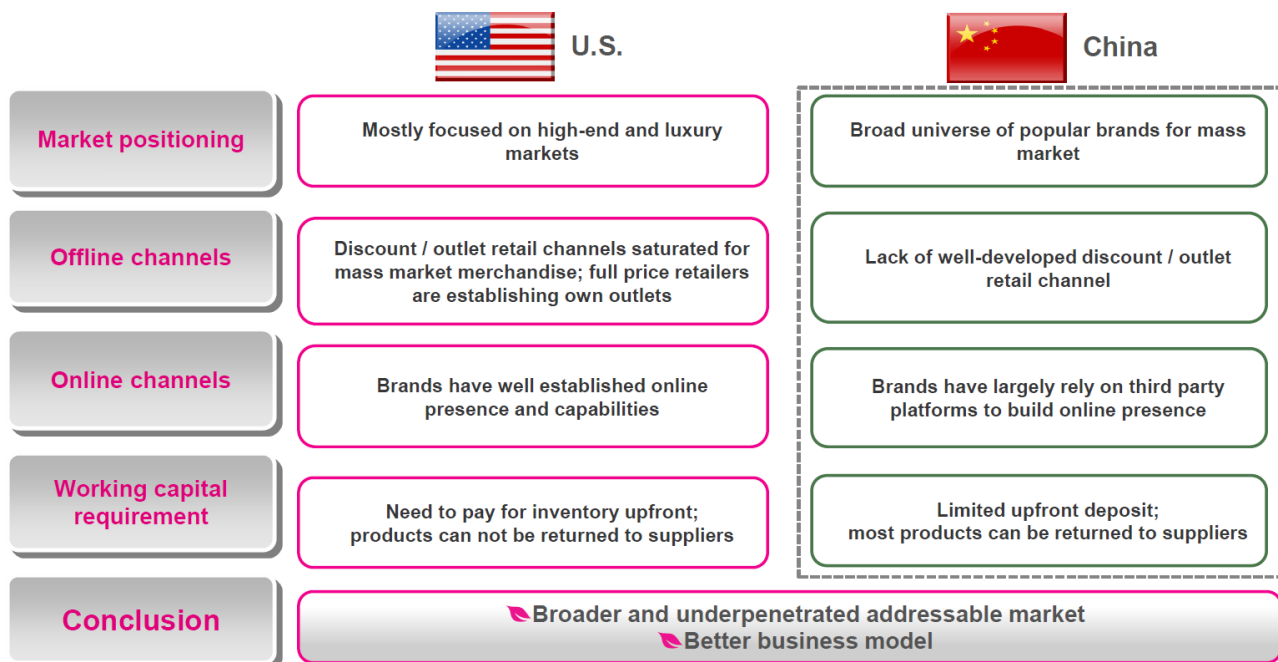 U.S.
China
Market positioning
Mostly focused on high-end and luxury
markets
Broad universe of popular brands for mass
market
Offline channels
Discount / outlet retail channels saturated for
mass market merchandise; full price retailers
are establishing own outlets
Lack of well-developed discount / outlet
retail channel
Online channels
Brands have well established online
presence and capabilities
Brands have largely rely on third party
platforms to build online presence
Working capital
requirement
Need to pay for inventory upfront;
products can not be returned to suppliers
Limited upfront deposit;
most products can be returned to suppliers
Conclusion
Broader and underpenetrated addressable market
Better business model